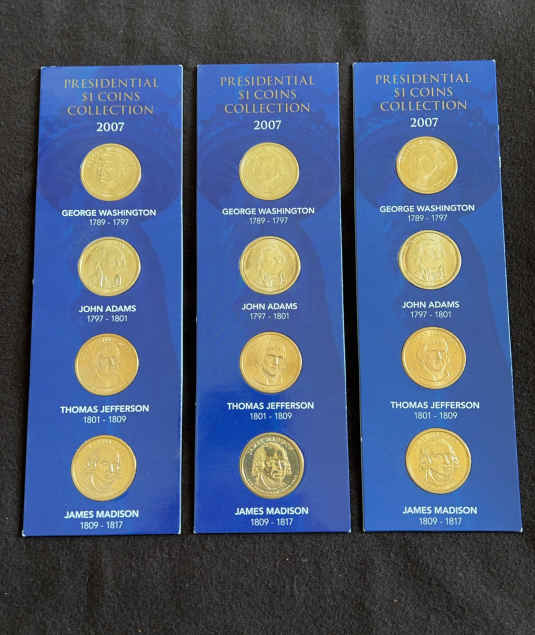 PRESIDENTIAL
$1 COINS
COLLECTION
2007
GEORGE WASHINGTON
1789 - 1797
JOHN ADAMS
1797 - 1801
THOMAS JEFFERSON
1801 - 1809
JAMES MADISON
1809 - 1817
PRESIDENTIAL
$1 COINS
COLLECTION
2007
GEORGE WASHINGTON
1789 - 1797
JOHN ADAMS
1797 - 1801
THOMAS JEFFERSON
1801 - 1809
JAMES MADISON
JAMES MADISON
1809 - 1817
PRESIDENTIAL
$1 COINS
COLLECTION
2007
GEORGE WASHINGTON
1789 - 1797
JOHN ADAMS
1797 - 1801
THOMAS JEFFERSON
1801 - 1809
JAMES MADISON
1809 - 1817